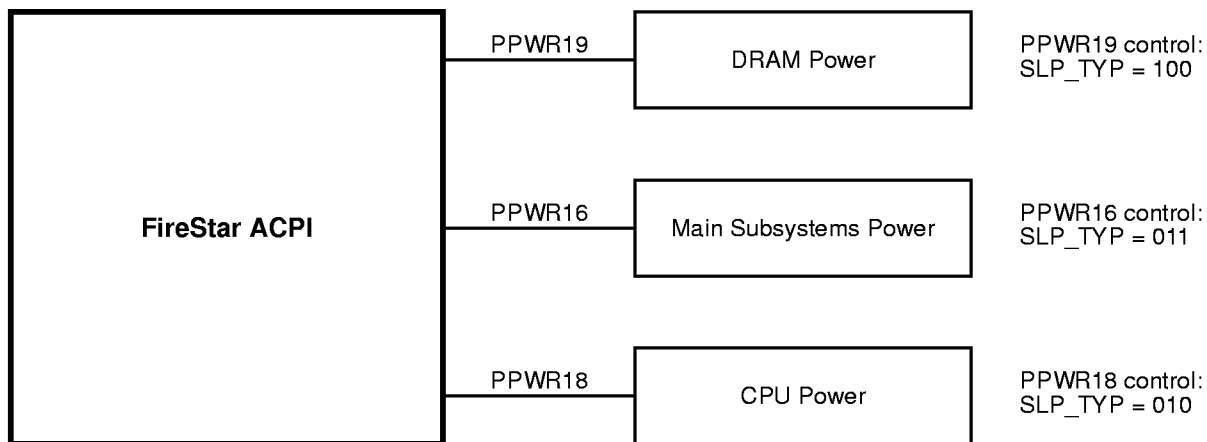 PPWR19
DRAM Power
PPWR19 control:
SLP_TYP = 100
FireStar ACPI
PPWR16
Main Subsystems Power
PPWR16 control:
SLP_TYP = 011
PPWR18
CPU Power
PPWR18 control:
SLP_TYP = 010